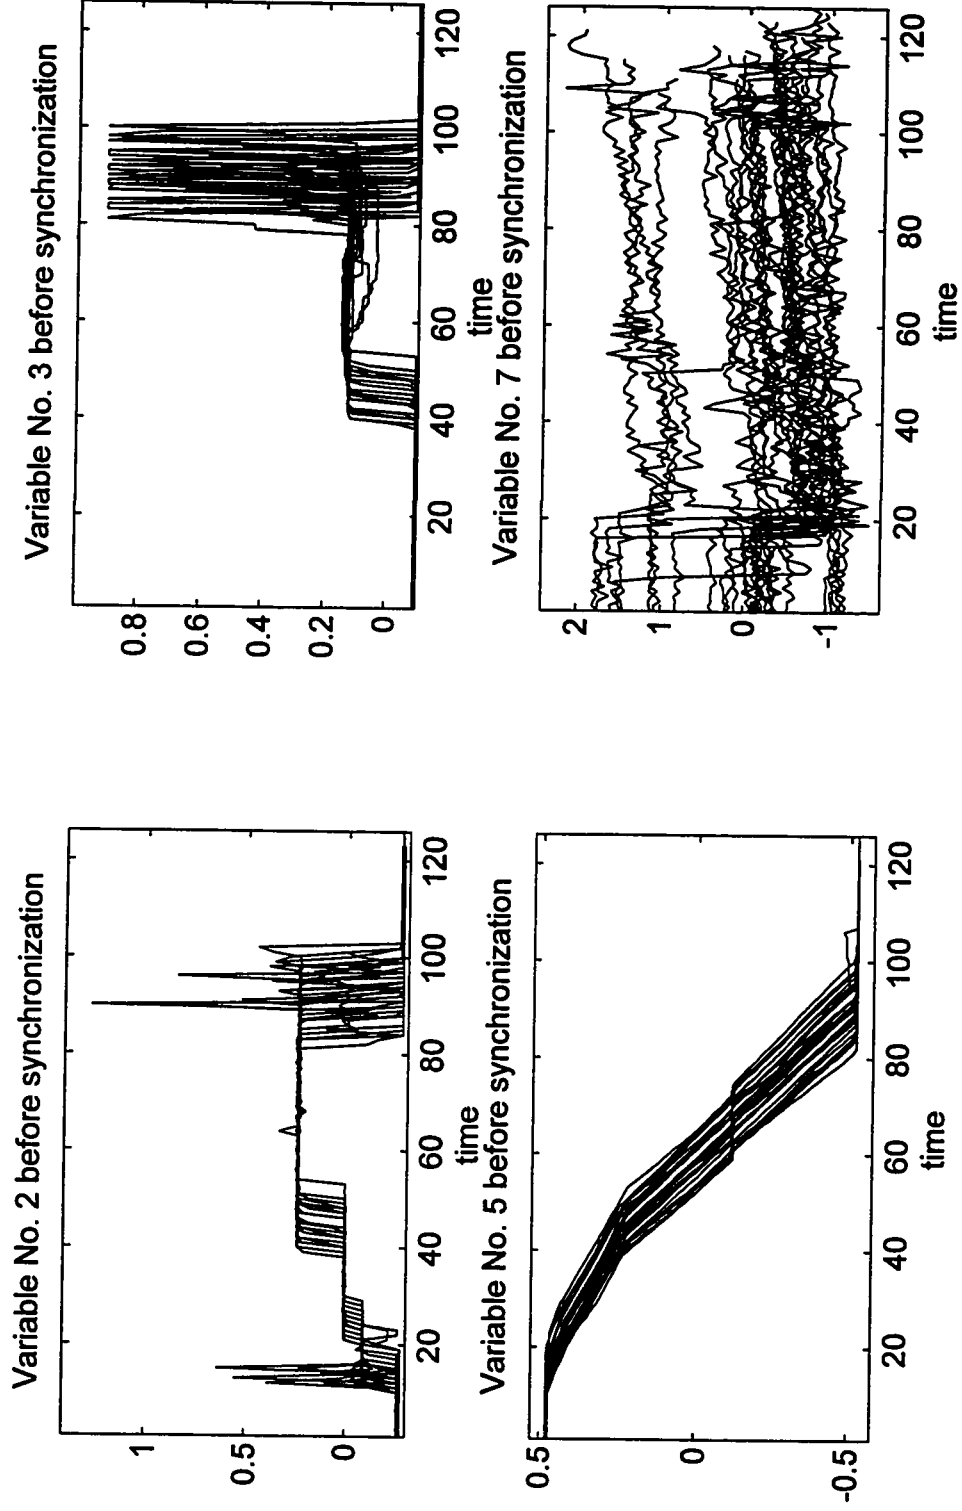 Variable No. 2 before synchronization
1
0.5
0
20 40 60 80 100 120
time
Variable No. 3 before synchronization
0.8
0.6
0.4
0.2
0
20 40 60 80 100 120
time
Variable No. 5 before synchronization
0.5
0
-0.5
20 40 60 80 100 120
time
Variable No. 7 before synchronization
2
1
0
-1
20 40 60 80 100 120
time